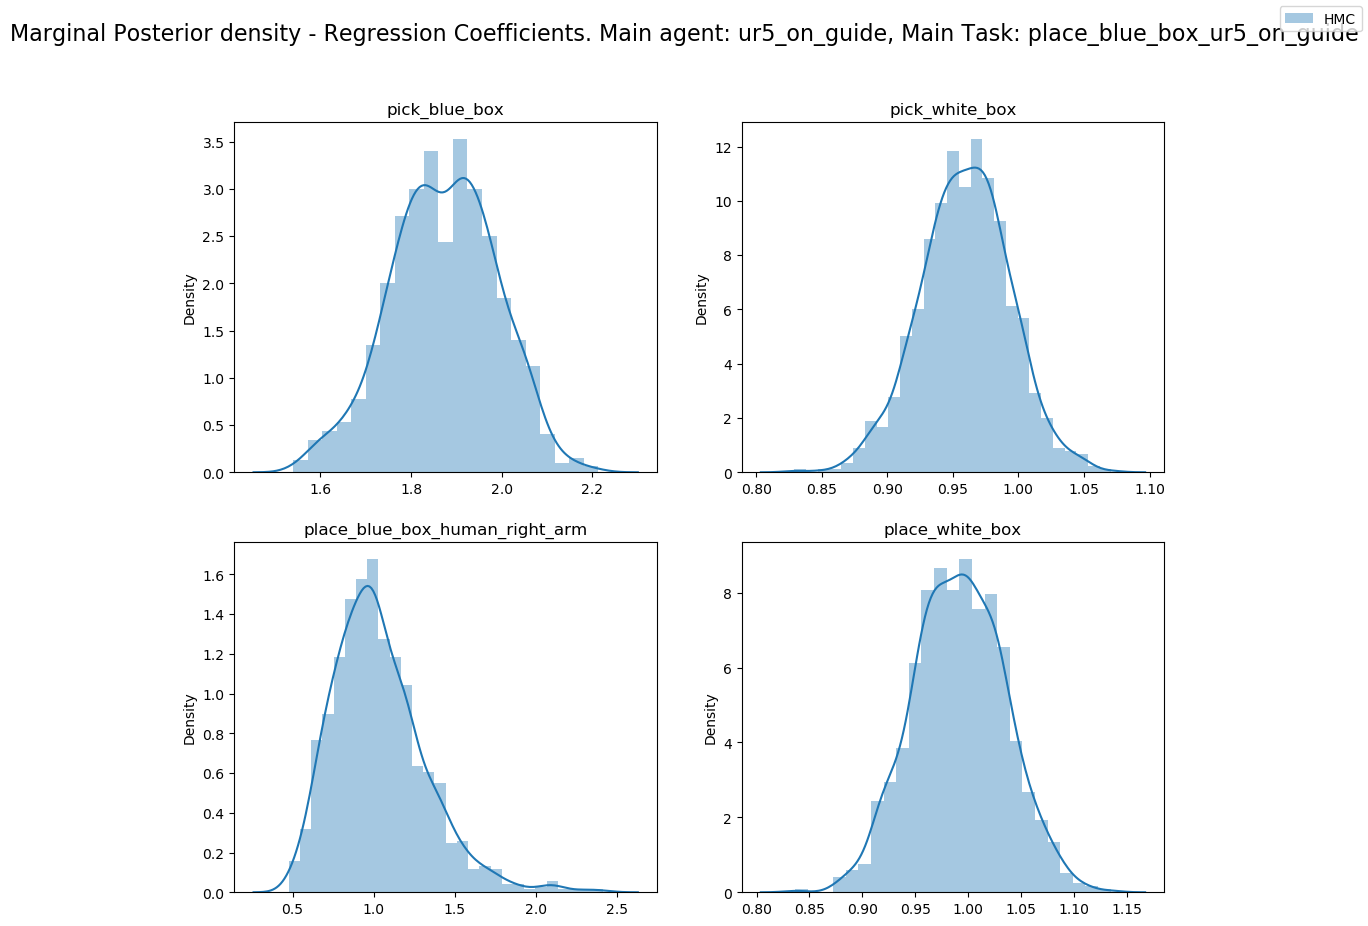 HMC
Marginal Posterior density - Regression Coefficients. Main agent: ur5_on_guide, Main Task: place_blue_box_ur5_on_guide
pick_blue_box
pick_white_box
3.5
3.0
2.5
2.0
1.5
1.0
0.5
0.0
Density
1.6 1.8 2.0 2.2
12
10
8
6
4
2
0
Density
0.80 0.85 0.90 0.95 1.00 1.05 1.10
place_blue_box_human_right_arm
place_white_box
1.6
1.4
1.2
1.0
0.8
0.6
0.4
0.2
0.0
Density
0.5 1.0 1.5 2.0 2.5
8
6
4
2
0
Density
0.80 0.85 0.90 0.95 1.00 1.05 1.10 1.15